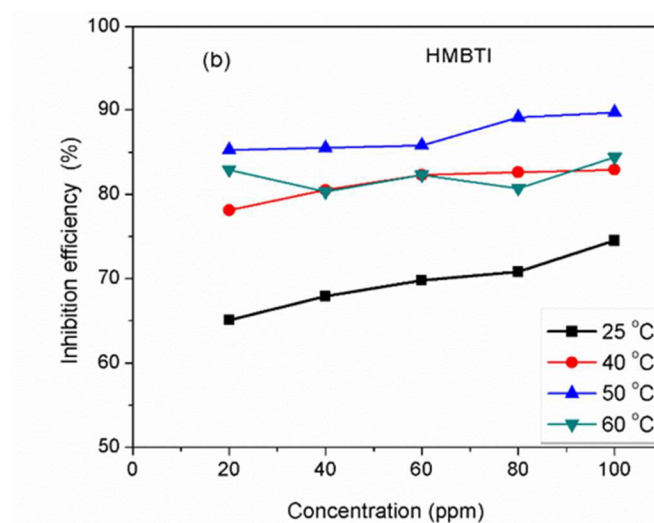 (b)
HMBTI
100
90
80
70
60
50
Inhibition efficiency (%)
0
20
40
60
80
100
Concentration (ppm)
25 °C
40 °C
50 °C
60 °C